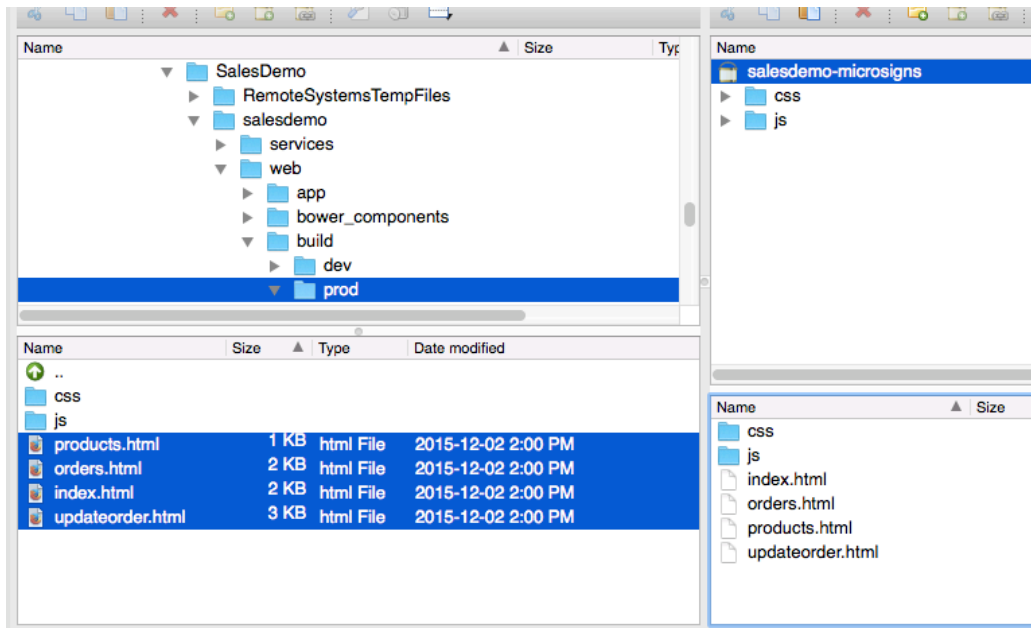 Name Size Typ
SalesDemo
RemoteSystemsTempFiles
salesdemo
services
web
app
bower_components
build
dev
prod
Name Size Type Date modified
..
css
js
products.html 1 KB html File 2015-12-02 2:00 PM
orders.html 2 KB html File 2015-12-02 2:00 PM
index.html 2 KB html File 2015-12-02 2:00 PM
updateorder.html 3 KB html File 2015-12-02 2:00 PM
Name
salesdemo-microsigns
css
js
Name Size
css
js
index.html
orders.html
products.html
updateorder.html